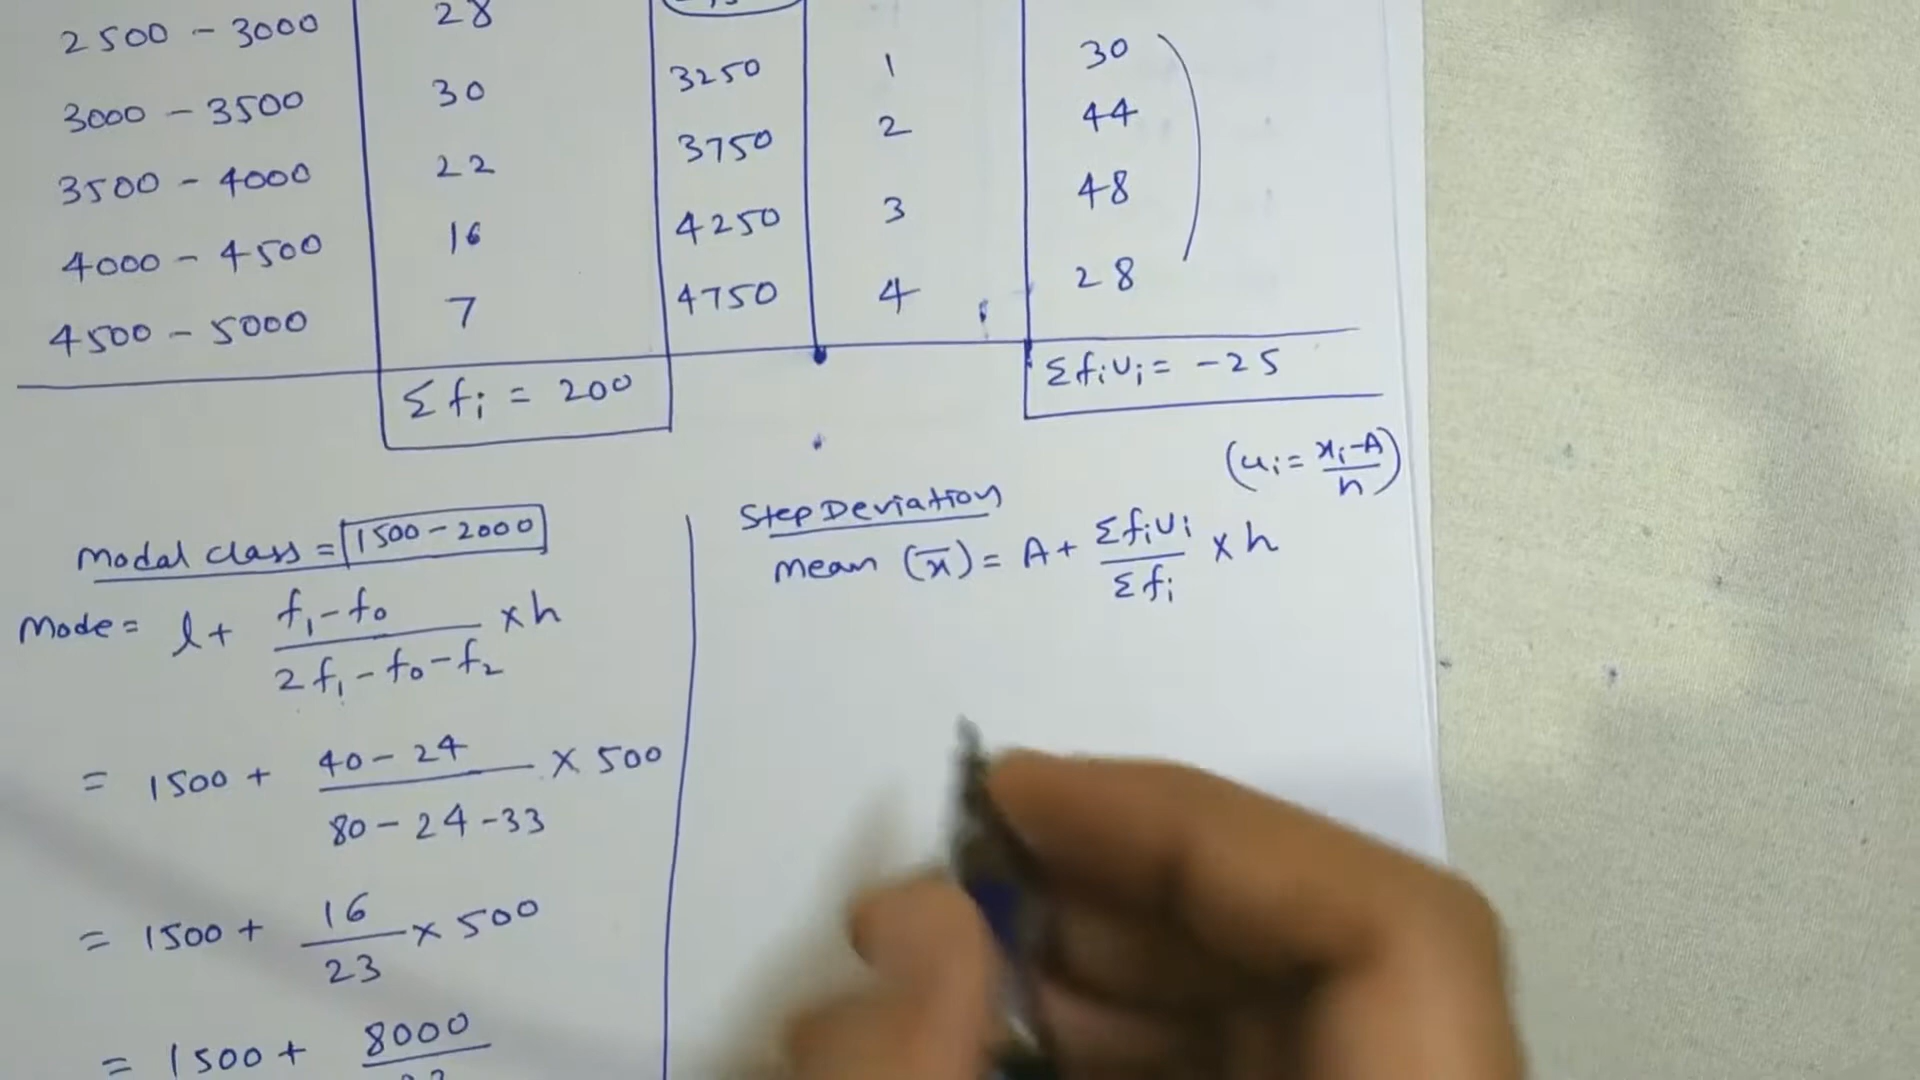 2500 - 3000 28
3000 - 3500 30 3250 1 30
3500 - 4000 22 3750 2 44
4000 - 4500 16 4250 3 48
4500 - 5000 7 4750 4 28
Σfi = 200 ΣfiUi = -25
(ui = xi-A/h)
Modal class = 1500 - 2000
Mode = l + f1-f0/2f1-f0-f2 × h
= 1500 + 40-24/80-24-33 × 500
= 1500 + 16/23 × 500
= 1500 + 8000
Step Deviation
mean (x̄) = A + ΣfiUi/Σfi × h